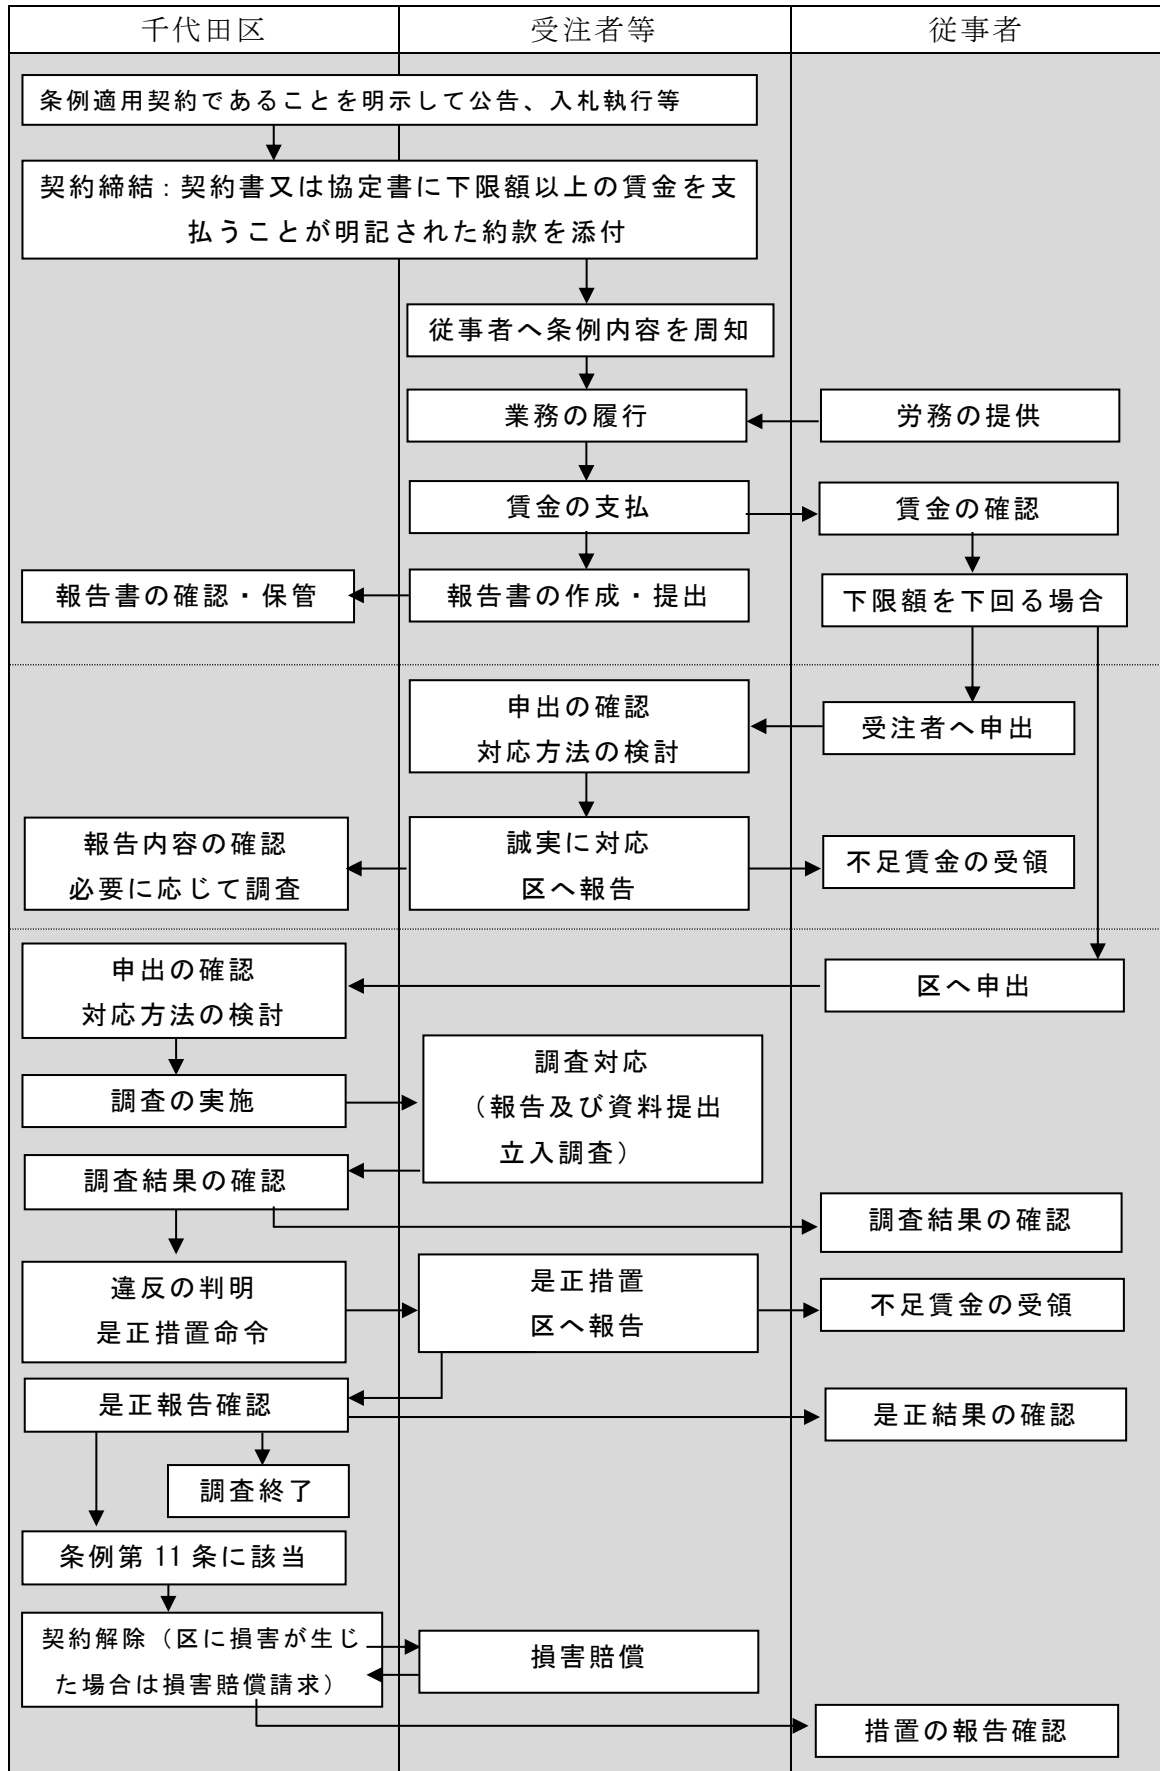 千代田区
受注者等
従事者
条例適用契約であることを明示して公告、入札執行等
契約締結：契約書又は協定書に下限額以上の賃金を支
払うことが明記された約款を添付
従事者へ条例内容を周知
業務の履行
労務の提供
賃金の支払
賃金の確認
報告書の確認・保管
報告書の作成・提出
下限額を下回る場合
申出の確認
対応方法の検討
受注者へ申出
報告内容の確認
必要に応じて調査
誠実に対応
区へ報告
不足賃金の受領
申出の確認
対応方法の検討
区へ申出
調査の実施
調査対応
（報告及び資料提出
立入調査）
調査結果の確認
調査結果の確認
違反の判明
是正措置命令
是正措置
区へ報告
不足賃金の受領
是正報告確認
是正結果の確認
調査終了
条例第 11 条に該当
契約解除（区に損害が生じ
た場合は損害賠償請求）
損害賠償
措置の報告確認